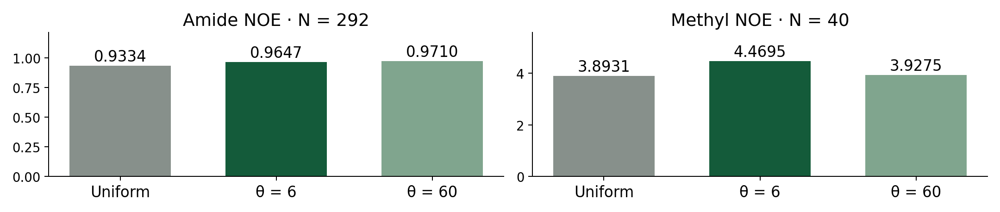 Amide NOE · N = 292
1.00
0.75
0.50
0.25
0.00
0.9334
0.9647
0.9710
Uniform
θ = 6
θ = 60
Methyl NOE · N = 40
4
2
0
3.8931
4.4695
3.9275
Uniform
θ = 6
θ = 60